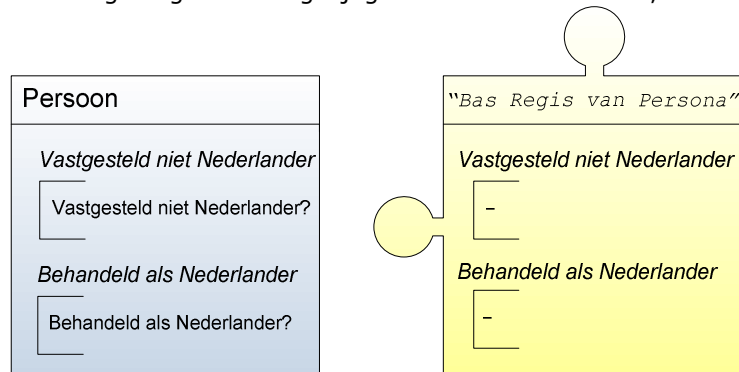 Persoon
Vastgesteld niet Nederlander
Vastgesteld niet Nederlander?
Behandeld als Nederlander
Behandeld als Nederlander?
"Bas Regis van Persona"
Vastgesteld niet Nederlander
–
Behandeld als Nederlander
–